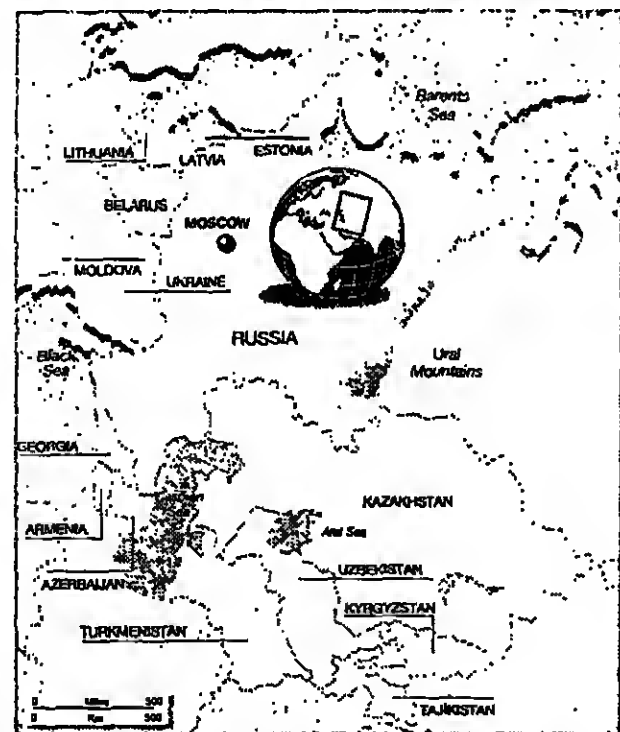 Barents
Sea
LITHUANIA
LATVIA
ESTONIA
BELARUS
MOSCOW
MOLDOVA
UKRAINE
RUSSIA
Black
Sea
Ural
Mountains
GEORGIA
KAZAKHSTAN
ARMENIA
Aral Sea
AZERBAIJAN
UZBEKISTAN
KYRGYZSTAN
TURKMENISTAN
TAJIKISTAN
0 Miles 500
0 Kms 500